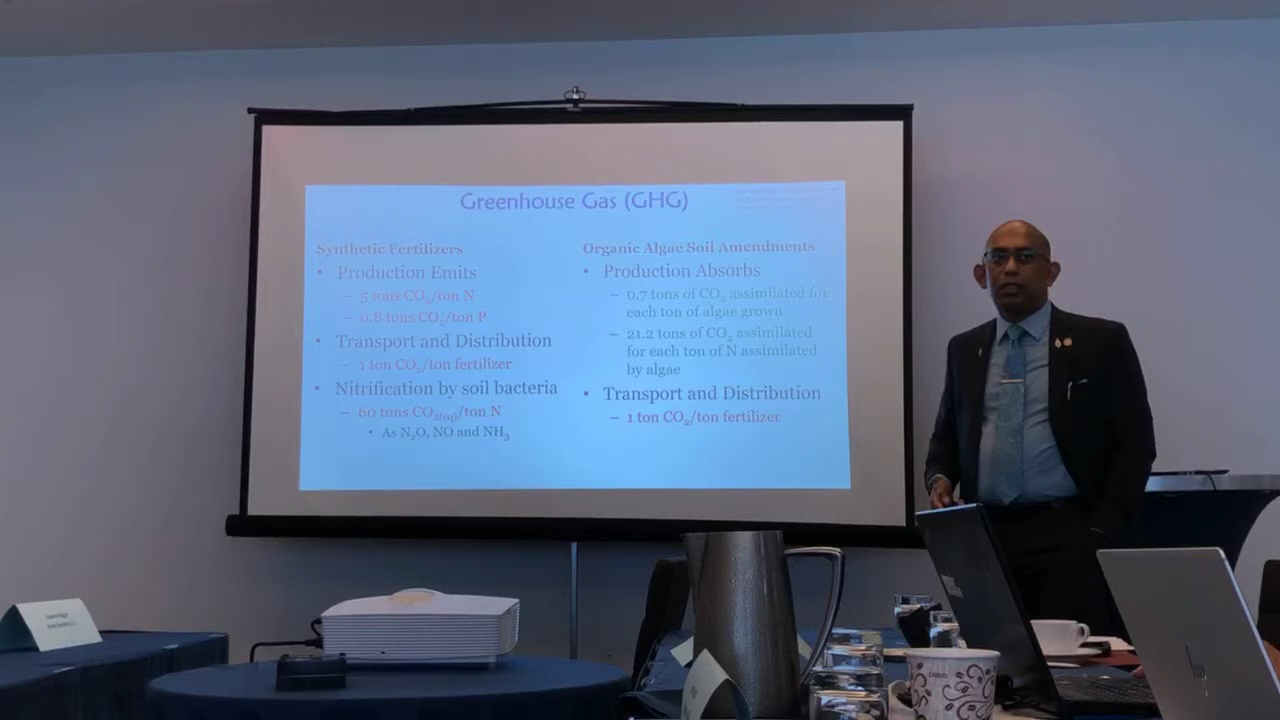 Greenhouse Gas (GHG)
Synthetic Fertilizers
• Production Emits
– 5 tons CO₂/ton N
– 0.8 tons CO₂/ton P
• Transport and Distribution
– 1 ton CO₂/ton fertilizer
• Nitrification by soil bacteria
– 60 tons CO₂₍eq₎/ton N
• As N₂O, NO and NH₃
Organic Algae Soil Amendments
• Production Absorbs
– 0.7 tons of CO₂ assimilated for
each ton of algae grown
– 21.2 tons of CO₂ assimilated
for each ton of N assimilated
by algae
• Transport and Distribution
– 1 ton CO₂/ton fertilizer
hp